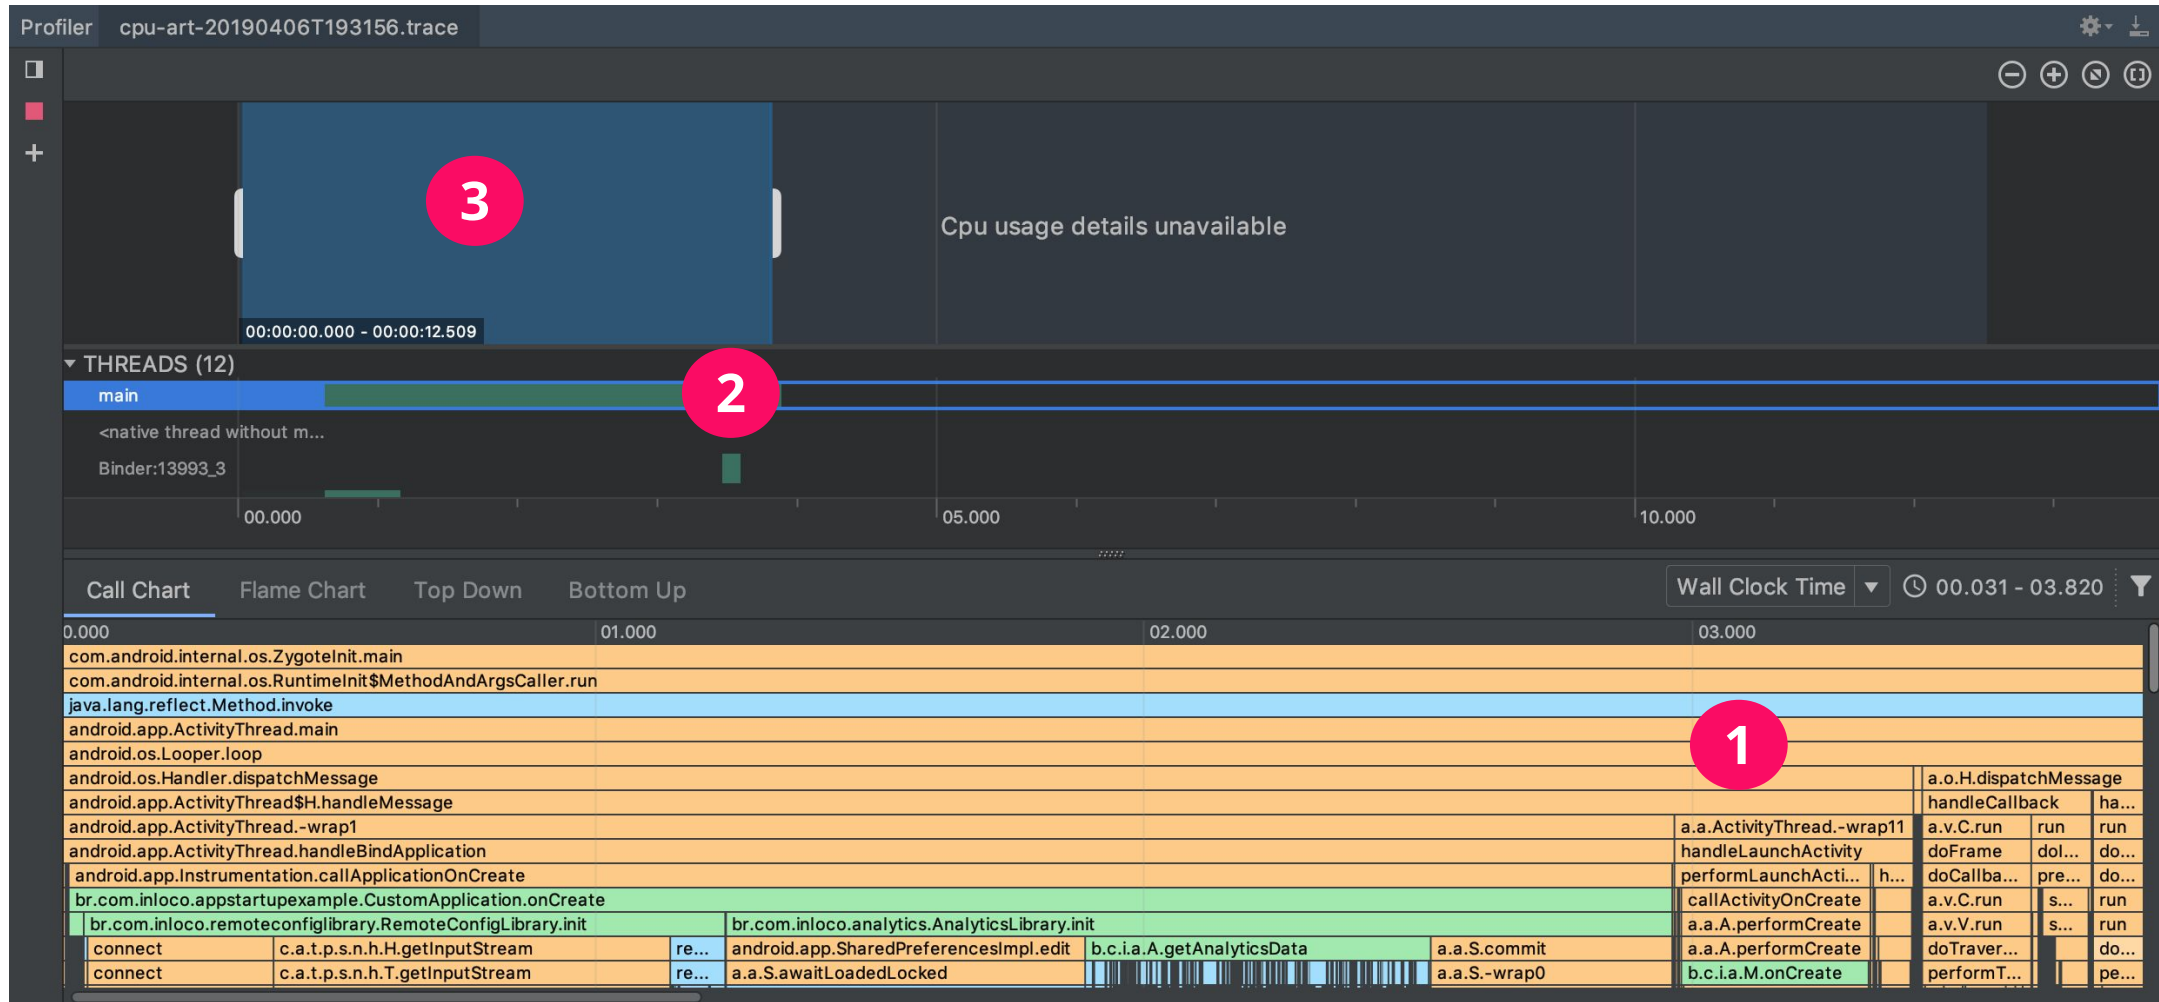 Profiler cpu-art-20190406T193156.trace
3
Cpu usage details unavailable
00:00:00.000 - 00:00:12.509
THREADS (12)
main
2
<native thread without m...
Binder:13993_3
00.000 05.000 10.000
Call Chart Flame Chart Top Down Bottom Up Wall Clock Time 00.031 - 03.820
0.000 01.000 02.000 03.000
com.android.internal.os.ZygoteInit.main
com.android.internal.os.RuntimeInit$MethodAndArgsCaller.run
java.lang.reflect.Method.invoke
android.app.ActivityThread.main
1
android.os.Looper.loop
android.os.Handler.dispatchMessage a.o.H.dispatchMessage
android.app.ActivityThread$H.handleMessage handleCallback ha...
android.app.ActivityThread.-wrap1 a.a.ActivityThread.-wrap11 a.v.C.run run run
android.app.ActivityThread.handleBindApplication handleLaunchActivity doFrame doI... do...
android.app.Instrumentation.callApplicationOnCreate performLaunchActi... h... doCallba... pre... do...
br.com.inloco.appstartupexample.CustomApplication.onCreate callActivityOnCreate a.v.C.run s... run
br.com.inloco.remoteconfiglibrary.RemoteConfigLibrary.init br.com.inloco.analytics.AnalyticsLibrary.init a.a.A.performCreate a.v.V.run s... run
connect c.a.t.p.s.n.h.H.getInputStream re... android.app.SharedPreferencesImpl.edit b.c.i.a.A.getAnalyticsData a.a.S.commit a.a.A.performCreate doTraver... do...
connect c.a.t.p.s.n.h.T.getInputStream re... a.a.S.awaitLoadedLocked a.a.S.-wrap0 b.c.i.a.M.onCreate performT... pe...